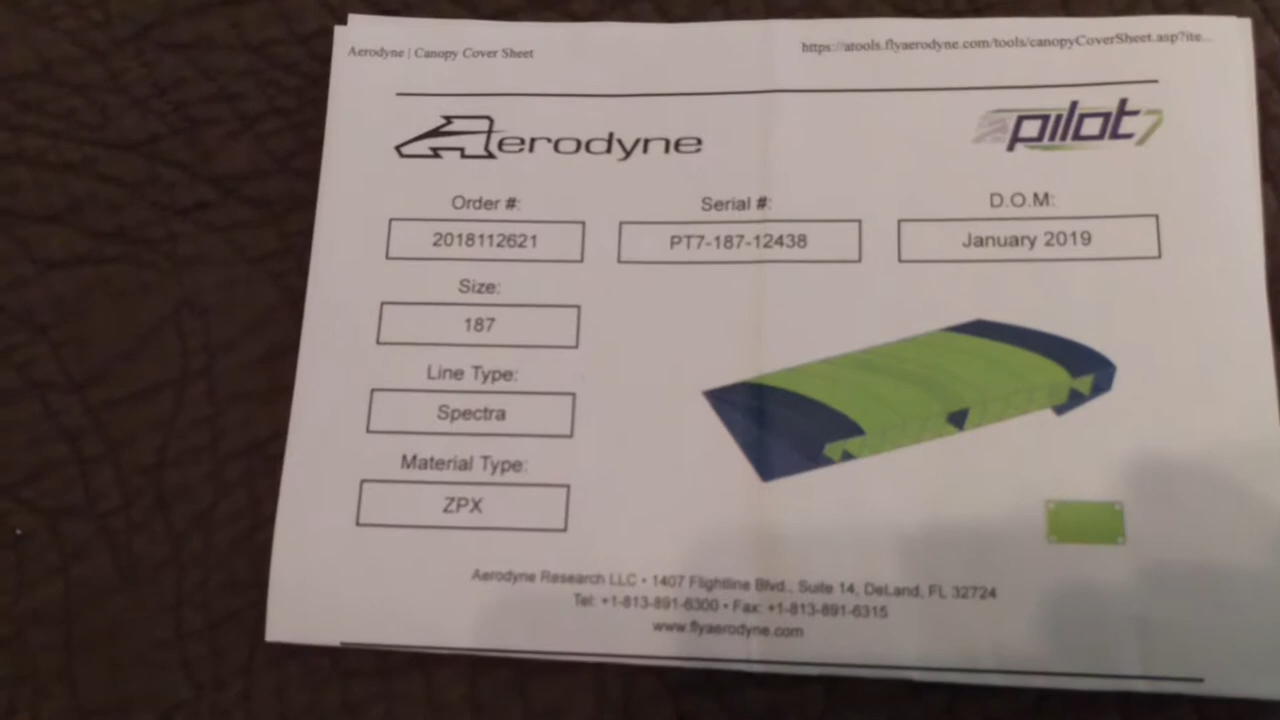 Aerodyne | Canopy Cover Sheet
https://atools.flyaerodyne.com/tools/canopyCoverSheet.asp?ite...
Aerodyne
pilot7
Order #:
Serial #:
D.O.M:
2018112621
PT7-187-12438
January 2019
Size:
187
Line Type:
Spectra
Material Type:
ZPX
Aerodyne Research LLC • 1407 Flightline Blvd., Suite 14, DeLand, FL 32724
Tel: +1-813-891-6300 • Fax: +1-813-891-6315
www.flyaerodyne.com